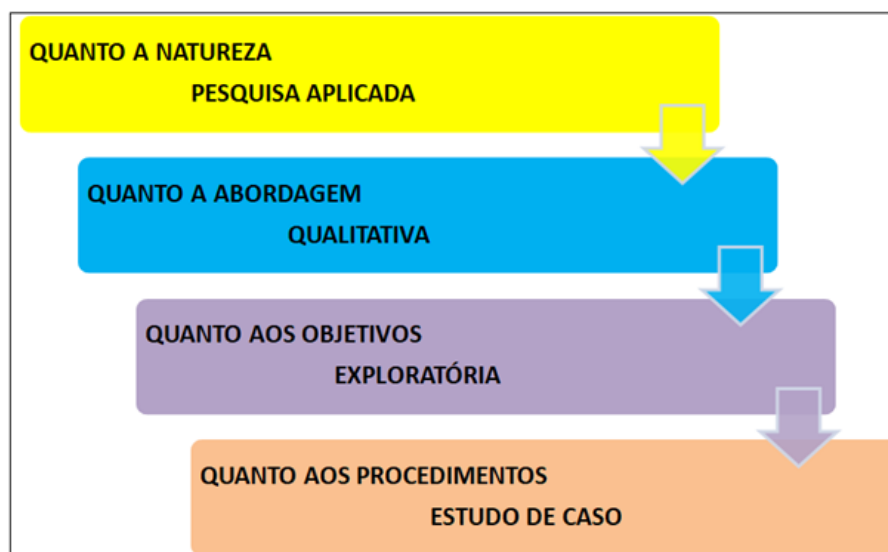 QUANTO A NATUREZA
PESQUISA APLICADA
QUANTO A ABORDAGEM
QUALITATIVA
QUANTO AOS OBJETIVOS
EXPLORATÓRIA
QUANTO AOS PROCEDIMENTOS
ESTUDO DE CASO